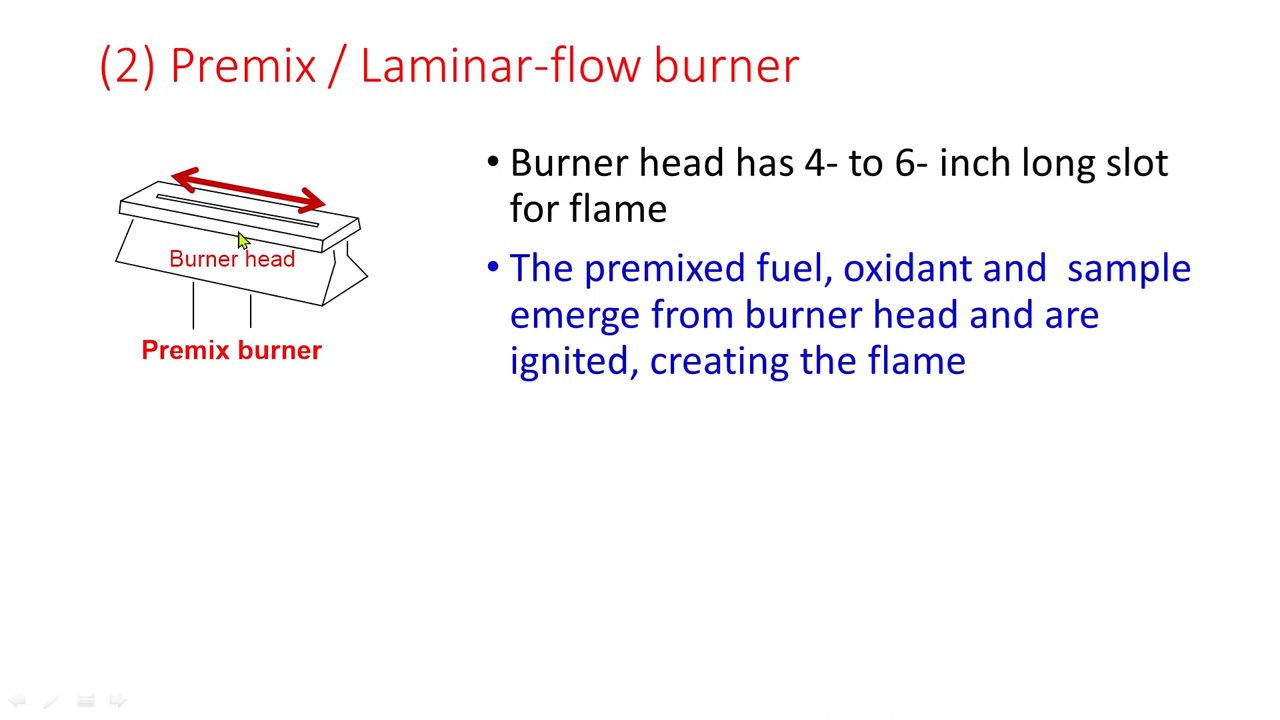 (2) Premix / Laminar-flow burner
Burner head
Premix burner
• Burner head has 4- to 6- inch long slot
for flame
• The premixed fuel, oxidant and  sample
emerge from burner head and are
ignited, creating the flame